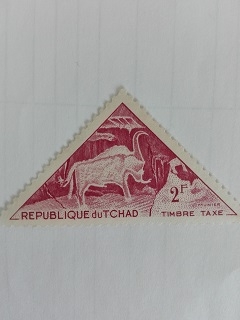 2F
REPUBLIQUE du TCHAD TIMBRE TAXE